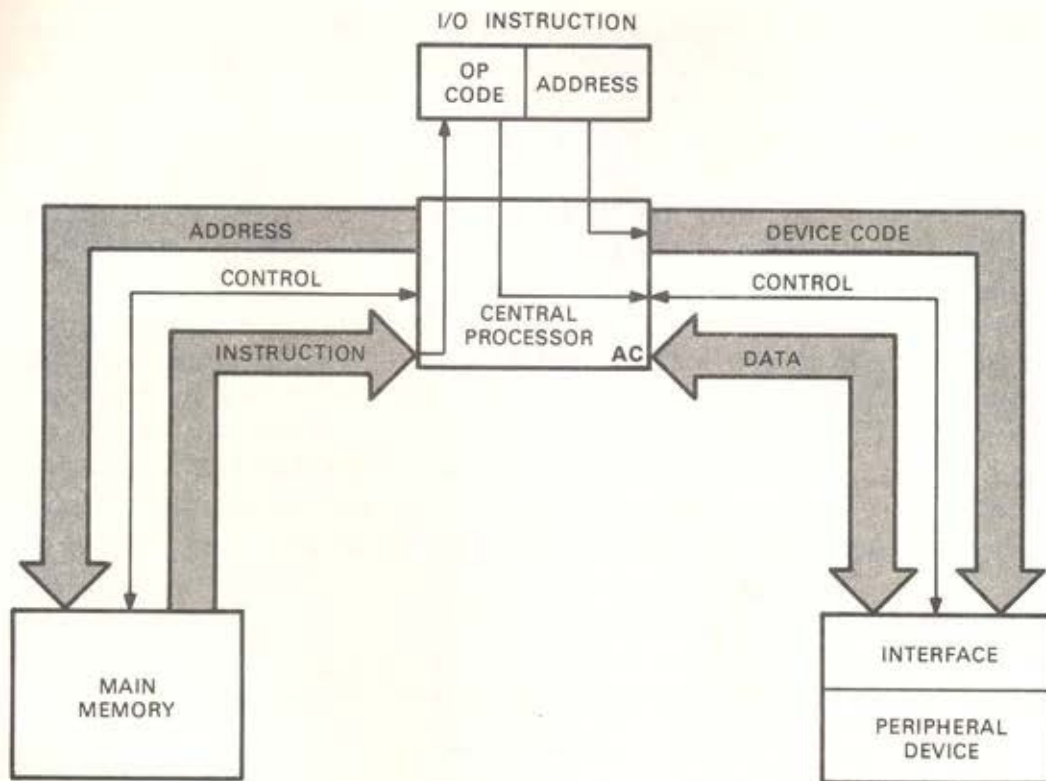 I/O INSTRUCTION
OP
CODE
ADDRESS
ADDRESS
DEVICE CODE
CONTROL
CONTROL
CENTRAL
PROCESSOR
INSTRUCTION
AC
DATA
MAIN
MEMORY
INTERFACE
PERIPHERAL
DEVICE